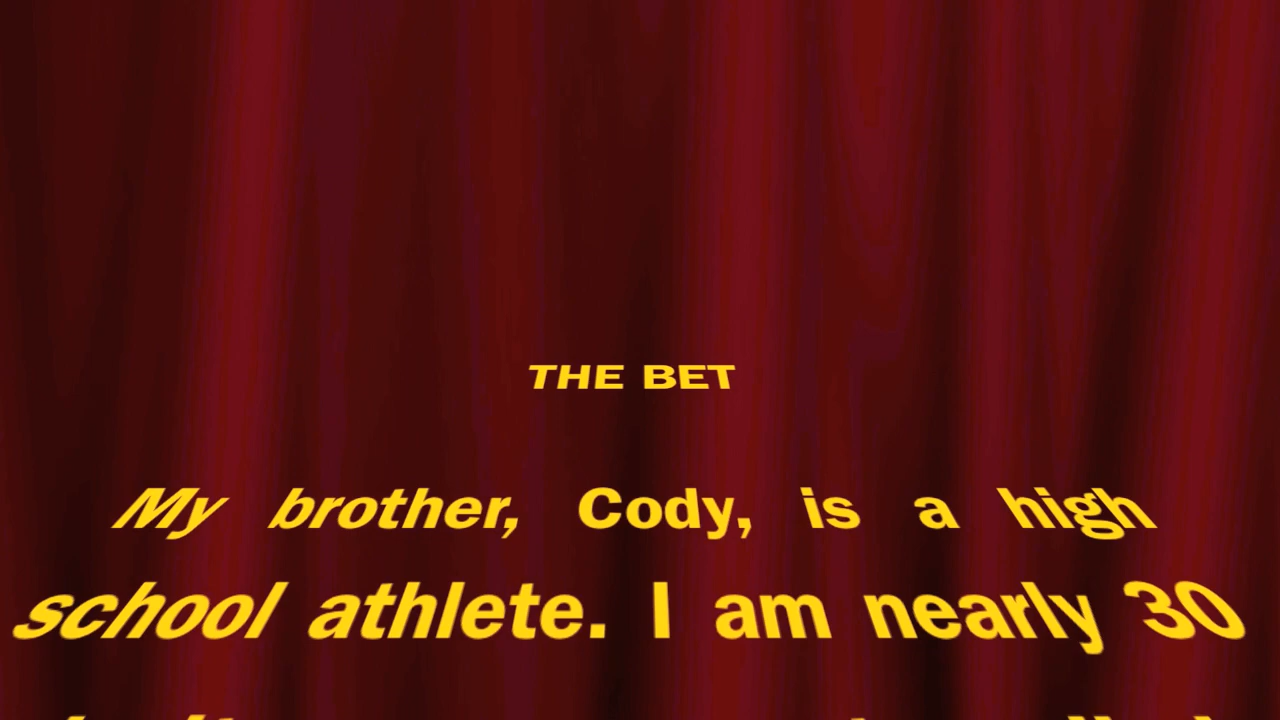 THE BET
My brother, Cody, is a high
school athlete. I am nearly 30